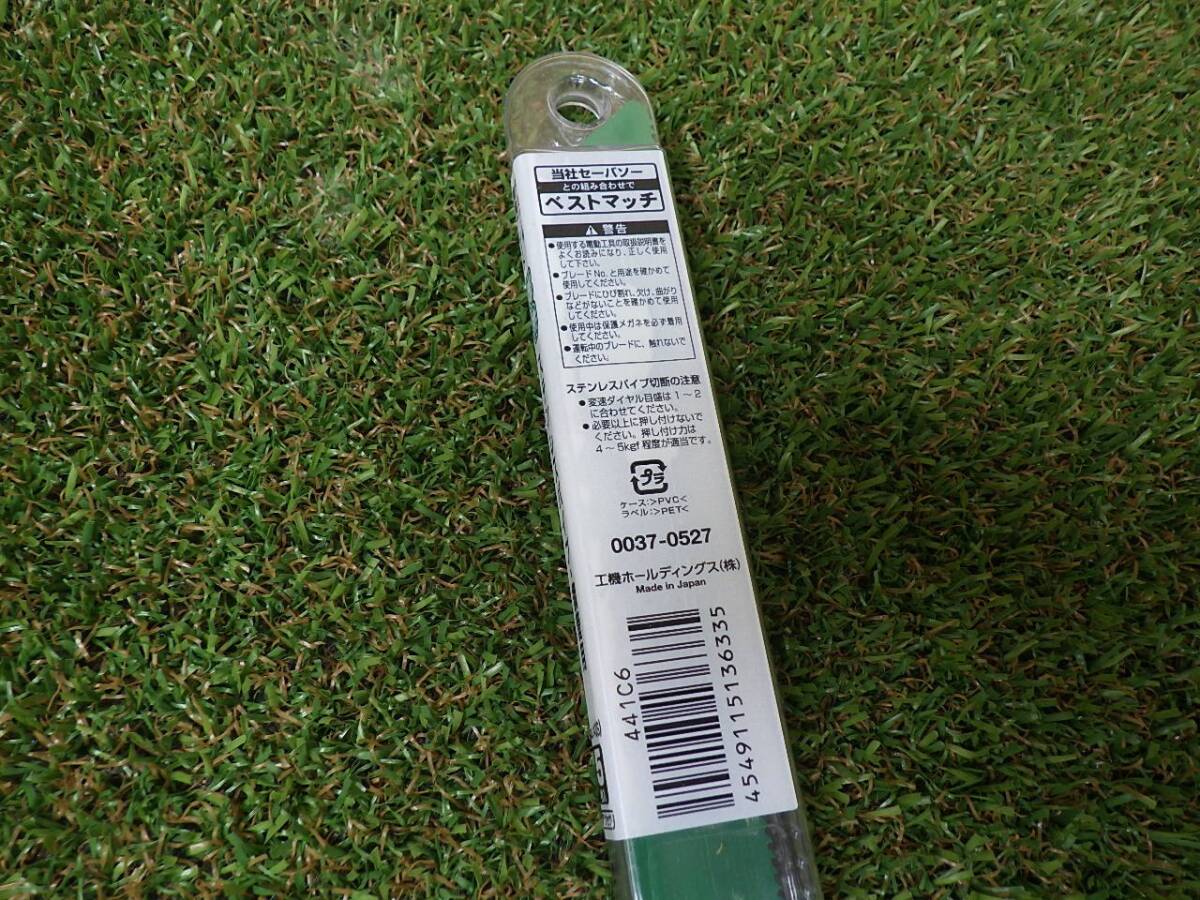 当社セーバソー
との組み合わせで
ベストマッチ
警告
●使用する電動工具の取扱説明書を
よくお読みになり、正しく使用
して下さい。
●ブレードNo.と用途を確かめて
使用してください。
●ブレードにひび割れ、欠け、曲がり
などがないことを確かめて使用
してください。
●使用中は保護メガネを必ず着用
してください。
●運転中のブレードに、触れないで
ください。
ステンレスパイプ切断の注意
●変速ダイヤル目盛は1～2
に合わせてください。
●必要以上に押し付けないで
ください。押し付け力は
4～5kgf程度が適当です。
プラ
ケース:>PVC<
ラベル:>PET<
0037-0527
工機ホールディングス(株)
Made in Japan
441C6
4549115136335